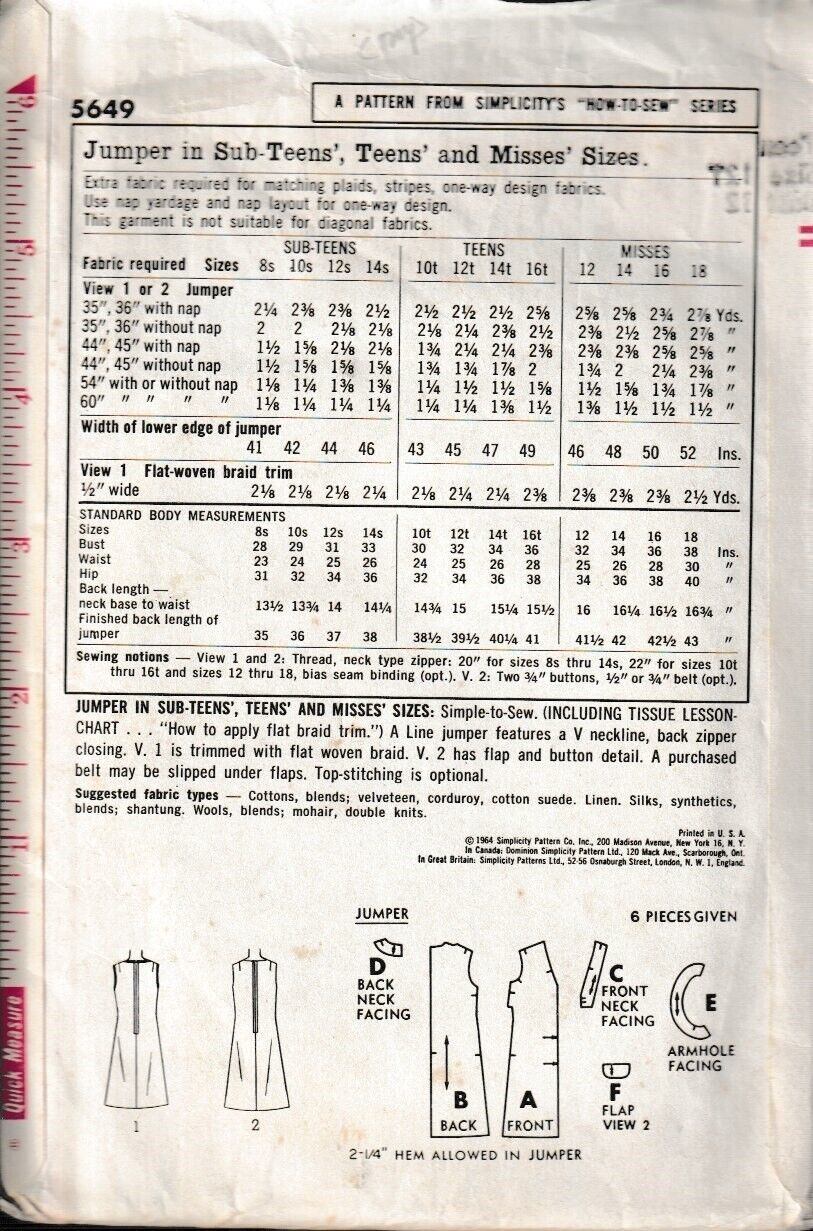 5649
A PATTERN FROM SIMPLICITY'S "HOW-TO-SEW" SERIES
Jumper in Sub-Teens', Teens' and Misses' Sizes.
Extra fabric required for matching plaids, stripes, one-way design fabrics.
Use nap yardage and nap layout for one-way design.
This garment is not suitable for diagonal fabrics.
SUB-TEENS TEENS MISSES
Fabric required Sizes 8s 10s 12s 14s 10t 12t 14t 16t 12 14 16 18
View 1 or 2 Jumper
35", 36" with nap 2¼ 2⅜ 2⅜ 2½ 2½ 2½ 2½ 2⅝ 2⅝ 2⅝ 2¾ 2⅞ Yds.
35", 36" without nap 2 2 2⅛ 2⅛ 2⅛ 2¼ 2⅜ 2½ 2⅜ 2½ 2⅝ 2⅞ "
44", 45" with nap 1½ 1⅝ 2⅛ 2⅛ 1¾ 2¼ 2¼ 2⅜ 2⅜ 2⅜ 2⅝ 2⅝ "
44", 45" without nap 1½ 1⅝ 1⅝ 1⅝ 1¾ 1¾ 1⅞ 2 1¾ 2 2¼ 2⅜ "
54" with or without nap 1⅛ 1¼ 1⅜ 1⅜ 1¼ 1½ 1½ 1⅝ 1½ 1⅝ 1¾ 1⅞ "
60" " " " " 1⅛ 1¼ 1¼ 1¼ 1¼ 1¼ 1⅜ 1½ 1⅜ 1½ 1½ 1½ "
Width of lower edge of jumper
41 42 44 46 43 45 47 49 46 48 50 52 Ins.
View 1 Flat-woven braid trim
½" wide 2⅛ 2⅛ 2⅛ 2¼ 2⅛ 2¼ 2¼ 2⅜ 2⅜ 2⅜ 2⅜ 2½ Yds.
STANDARD BODY MEASUREMENTS
Sizes 8s 10s 12s 14s 10t 12t 14t 16t 12 14 16 18
Bust 28 29 31 33 30 32 34 36 32 34 36 38 Ins.
Waist 23 24 25 26 24 25 26 28 25 26 28 30 "
Hip 31 32 34 36 32 34 36 38 34 36 38 40 "
Back length —
neck base to waist 13½ 13¾ 14 14¼ 14¾ 15 15¼ 15½ 16 16¼ 16½ 16¾ "
Finished back length of
jumper 35 36 37 38 38½ 39½ 40¼ 41 41½ 42 42½ 43 "
Sewing notions — View 1 and 2: Thread, neck type zipper: 20" for sizes 8s thru 14s, 22" for sizes 10t
thru 16t and sizes 12 thru 18, bias seam binding (opt.). V. 2: Two ¾" buttons, ½" or ¾" belt (opt.).
JUMPER IN SUB-TEENS', TEENS' AND MISSES' SIZES: Simple-to-Sew. (INCLUDING TISSUE LESSON-
CHART . . . "How to apply flat braid trim.") A Line jumper features a V neckline, back zipper
closing. V. 1 is trimmed with flat woven braid. V. 2 has flap and button detail. A purchased
belt may be slipped under flaps. Top-stitching is optional.
Suggested fabric types — Cottons, blends; velveteen, corduroy, cotton suede. Linen. Silks, synthetics,
blends; shantung. Wools, blends; mohair, double knits.
Printed in U. S. A.
© 1964 Simplicity Pattern Co. Inc., 200 Madison Avenue, New York 16, N. Y.
In Canada: Dominion Simplicity Pattern Ltd., 120 Mack Ave., Scarborough, Ont.
In Great Britain: Simplicity Patterns Ltd., 52-56 Osnaburgh Street, London, N. W. 1, England.
JUMPER
6 PIECES GIVEN
D
BACK
NECK
FACING
C
FRONT
NECK
FACING
E
ARMHOLE
FACING
B
BACK
A
FRONT
F
FLAP
VIEW 2
1
2
2-1/4" HEM ALLOWED IN JUMPER
6
5
4
3
2
1
Quick Measure